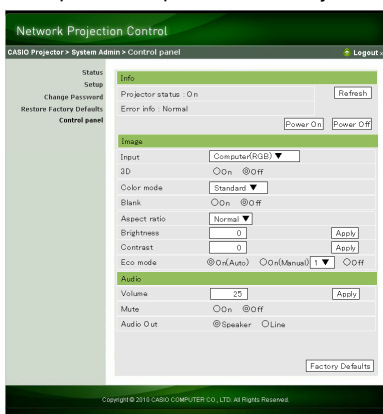 Network Projection Control
CASIO Projector > System Admin > Control panel
Logout »
Status
Setup
Change Password
Restore Factory Defaults
Control panel
Info
Projector status : On
Refresh
Error info : Normal
Power On Power Off
Image
Input Computer(RGB) ▼
3D On Off
Color mode Standard ▼
Blank On Off
Aspect ratio Normal ▼
Brightness 0 Apply
Contrast 0 Apply
Eco mode On(Auto) On(Manual) 1 ▼ Off
Audio
Volume 25 Apply
Mute On Off
Audio Out Speaker Line
Factory Defaults
Copyright © 2010 CASIO COMPUTER CO., LTD. All Rights Reserved.